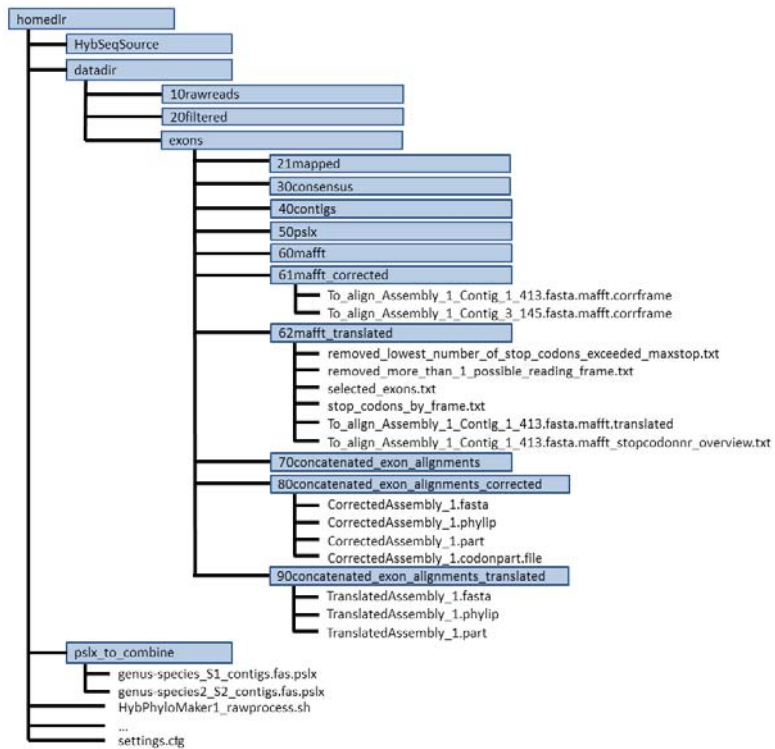 homedir
HybSeqSource
datadir
10rawreads
20filtered
exons
21mapped
30consensus
40contigs
50pslx
60mafft
61mafft_corrected
To_align_Assembly_1_Contig_1_413.fasta.mafft.corrframe
To_align_Assembly_1_Contig_3_145.fasta.mafft.corrframe
62mafft_translated
removed_lowest_number_of_stop_codons_exceeded_maxstop.txt
removed_more_than_1_possible_reading_frame.txt
selected_exons.txt
stop_codons_by_frame.txt
To_align_Assembly_1_Contig_1_413.fasta.mafft.translated
To_align_Assembly_1_Contig_1_413.fasta.mafft_stopcodonnr_overview.txt
70concatenated_exon_alignments
80concatenated_exon_alignments_corrected
CorrectedAssembly_1.fasta
CorrectedAssembly_1.phylip
CorrectedAssembly_1.part
CorrectedAssembly_1.codonpart.file
90concatenated_exon_alignments_translated
TranslatedAssembly_1.fasta
TranslatedAssembly_1.phylip
TranslatedAssembly_1.part
pslx_to_combine
genus-species_S1_contigs.fas.pslx
genus-species2_S2_contigs.fas.pslx
HybPhyloMaker1_rawprocess.sh
...
settings.cfg